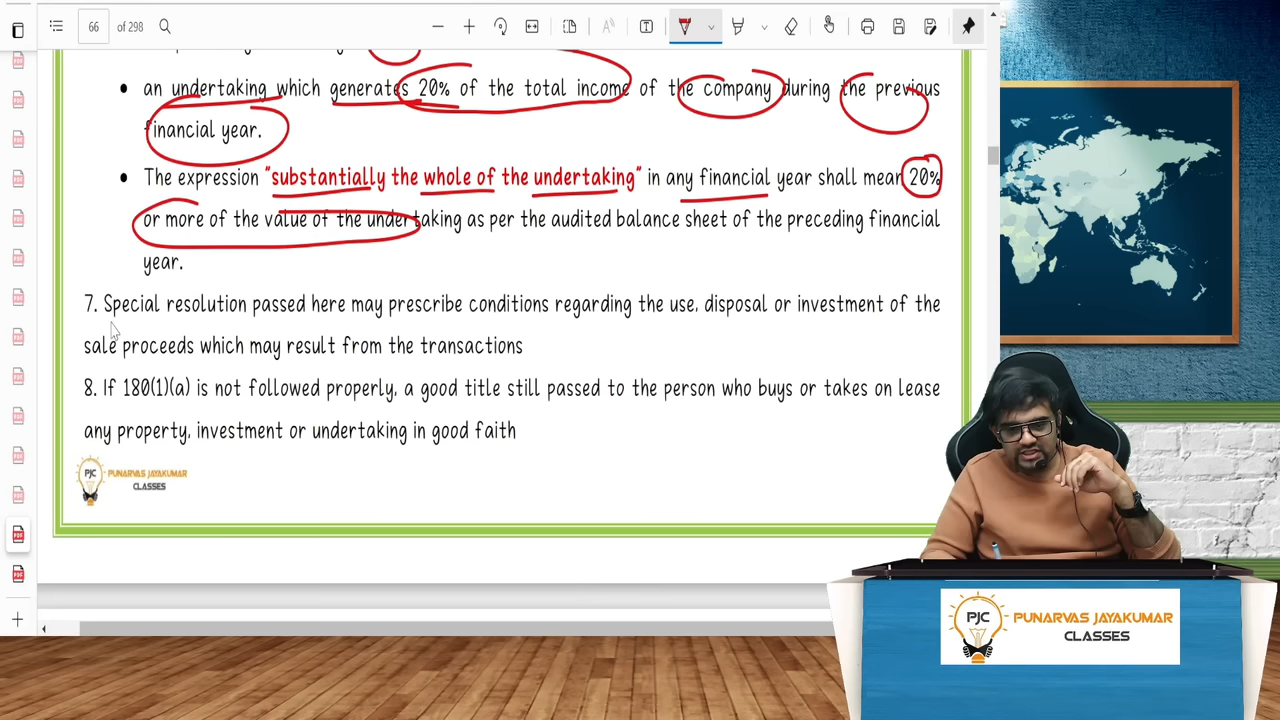 66 of 298
• an undertaking which generates 20% of the total income of the company during the previous
financial year.
• The expression "substantially the whole of the undertaking" in any financial year shall mean 20%
or more of the value of the undertaking as per the audited balance sheet of the preceding financial
year.
7. Special resolution passed here may prescribe conditions regarding the use, disposal or investment of the
sale proceeds which may result from the transactions
8. If 180(1)(a) is not followed properly, a good title still passed to the person who buys or takes on lease
any property, investment or undertaking in good faith
PJC PUNARVAS JAYAKUMAR
CLASSES
PJC PUNARVAS JAYAKUMAR
CLASSES